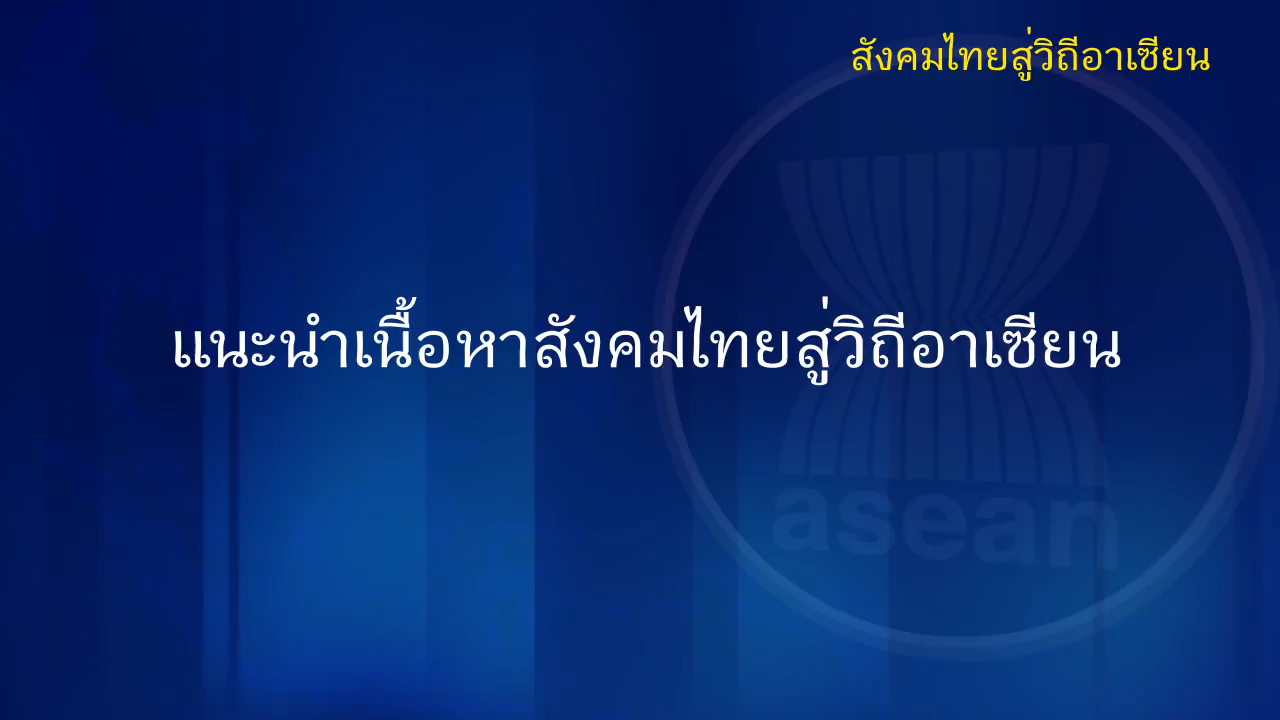 สังคมไทยสู่วิถีอาเซียน
แนะนำเนื้อหาสังคมไทยสู่วิถีอาเซียน
asean